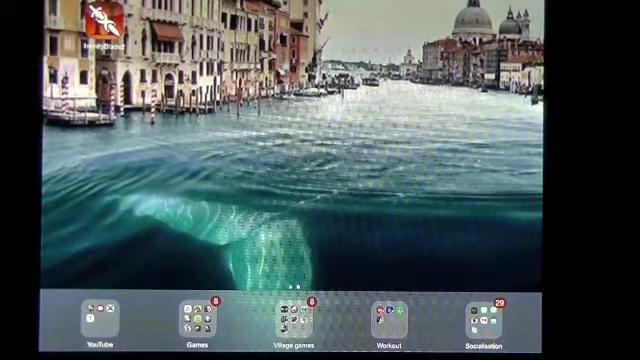 InfinityBlade2
8
8
29
YouTube
Games
Village games
Workout
Socialisation